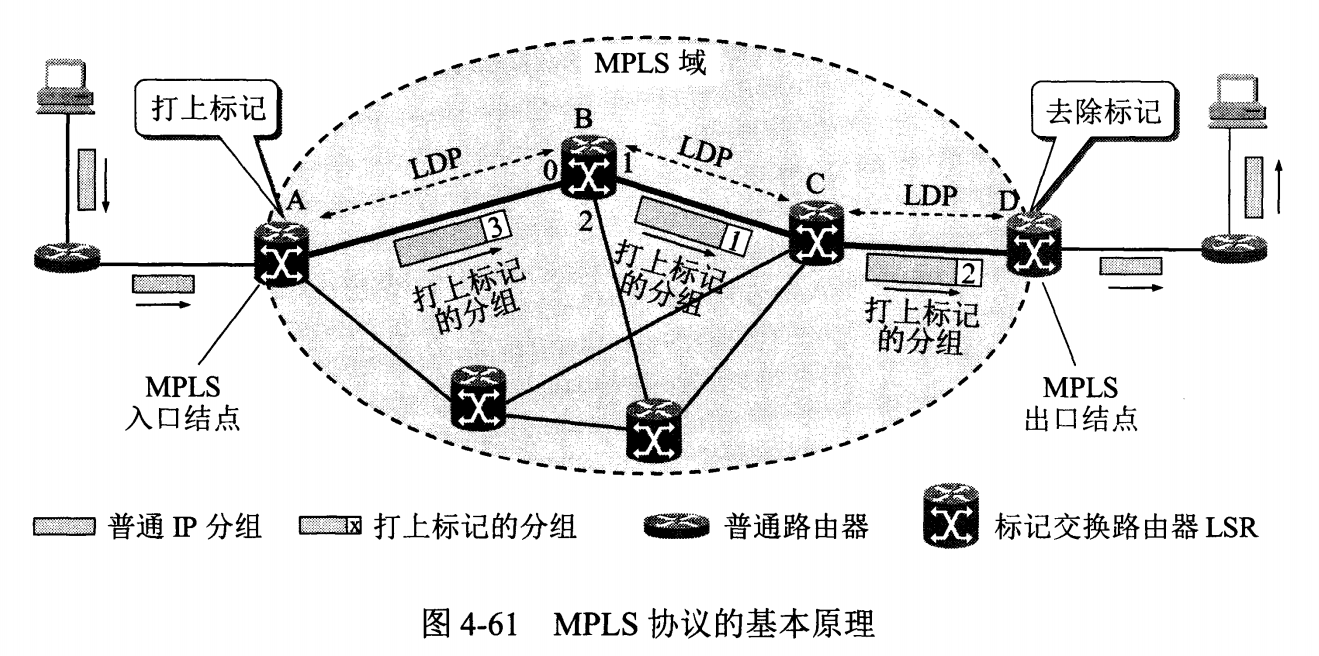 MPLS 域
打上标记
去除标记
B
LDP
LDP
0
1
C
A
LDP
D
2
3
1
打上标记
的分组
打上标记
的分组
2
打上标记
的分组
MPLS
入口结点
MPLS
出口结点
普通 IP 分组
x
打上标记的分组
普通路由器
标记交换路由器 LSR
图 4-61 MPLS 协议的基本原理